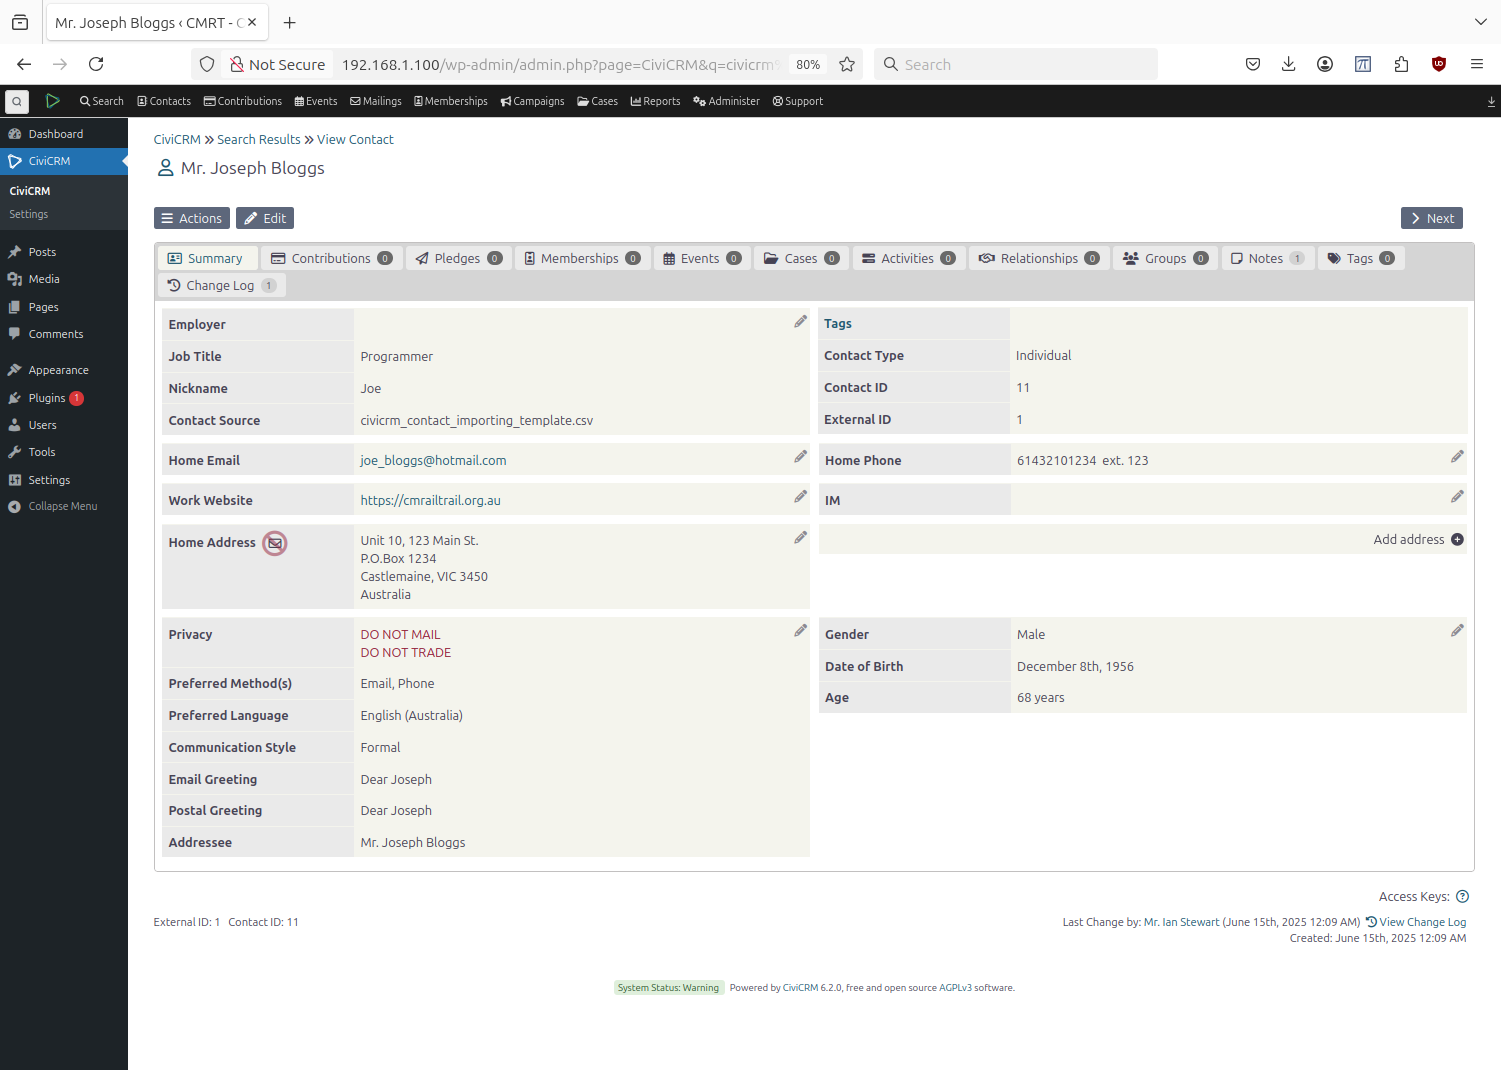 Mr. Joseph Bloggs ‹ CMRT - C
Not Secure 192.168.1.100/wp-admin/admin.php?page=CiviCRM&q=civicrm 80% Search
Search Contacts Contributions Events Mailings Memberships Campaigns Cases Reports Administer Support
Dashboard
CiviCRM
CiviCRM
Settings
Posts
Media
Pages
Comments
Appearance
Plugins 1
Users
Tools
Settings
Collapse Menu
CiviCRM » Search Results » View Contact
Mr. Joseph Bloggs
Actions Edit Next
Summary Contributions 0 Pledges 0 Memberships 0 Events 0 Cases 0 Activities 0 Relationships 0 Groups 0 Notes 1 Tags 0
Change Log 1
Employer
Job Title Programmer
Nickname Joe
Contact Source civicrm_contact_importing_template.csv
Tags
Contact Type Individual
Contact ID 11
External ID 1
Home Email joe_bloggs@hotmail.com
Home Phone 61432101234 ext. 123
Work Website https://cmrailtrail.org.au
IM
Home Address Unit 10, 123 Main St.
P.O.Box 1234
Castlemaine, VIC 3450
Australia
Add address
Privacy DO NOT MAIL
DO NOT TRADE
Preferred Method(s) Email, Phone
Preferred Language English (Australia)
Communication Style Formal
Email Greeting Dear Joseph
Postal Greeting Dear Joseph
Addressee Mr. Joseph Bloggs
Gender Male
Date of Birth December 8th, 1956
Age 68 years
Access Keys:
External ID: 1 Contact ID: 11
Last Change by: Mr. Ian Stewart (June 15th, 2025 12:09 AM) View Change Log
Created: June 15th, 2025 12:09 AM
System Status: Warning Powered by CiviCRM 6.2.0, free and open source AGPLv3 software.